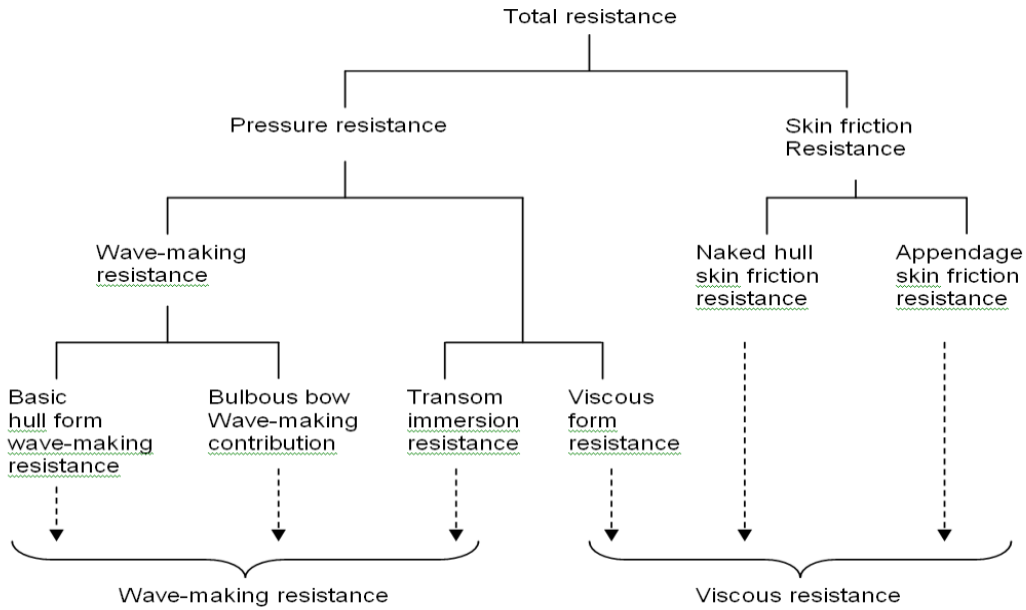 Total resistance
Pressure resistance
Skin friction
Resistance
Wave-making
resistance
Naked hull
skin friction
resistance
Appendage
skin friction
resistance
Basic
hull form
wave-making
resistance
Bulbous bow
Wave-making
contribution
Transom
immersion
resistance
Viscous
form
resistance
Wave-making resistance
Viscous resistance